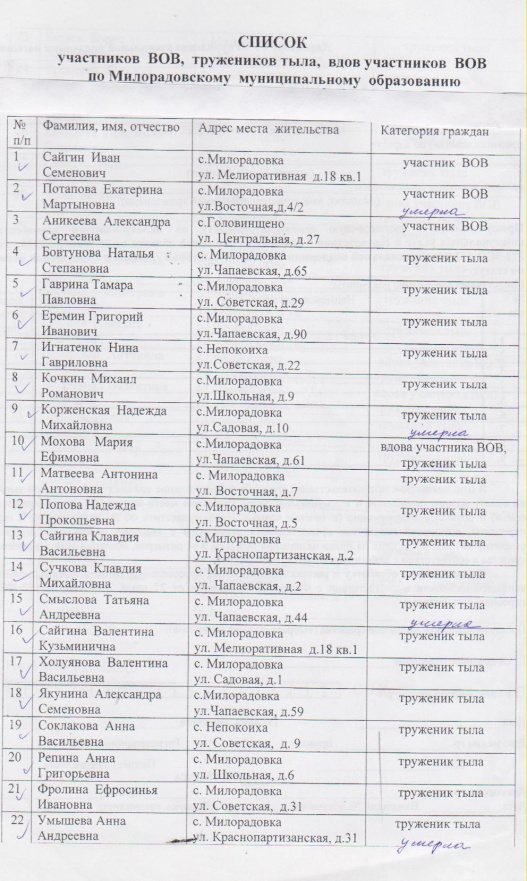 СПИСОК
участников ВОВ, тружеников тыла, вдов участников ВОВ
по Милорадовскому муниципальному образованию
№ п/п Фамилия, имя, отчество Адрес места жительства Категория граждан
1 Сайгин Иван с.Милорадовка участник ВОВ
Семенович ул. Мелиоративная д.18 кв.1
2 Потапова Екатерина с.Милорадовка участник ВОВ
Мартыновна ул.Восточная,д.4/2 умерла
3 Аникеева Александра с.Головинщено участник ВОВ
Сергеевна ул. Центральная, д.27
4 Бовтунова Наталья с. Милорадовка труженик тыла
Степановна ул.Чапаевская, д.65
5 Гаврина Тамара с.Милорадовка труженик тыла
Павловна ул. Советская, д.29
6 Еремин Григорий с.Милорадовка труженик тыла
Иванович ул.Чапаевская, д.90
7 Игнатенок Нина с.Непокоиха труженик тыла
Гавриловна ул.Советская, д.22
8 Кочкин Михаил с.Милорадовка труженик тыла
Романович ул.Школьная, д.9
9 Корженская Надежда с.Милорадовка труженик тыла
Михайловна ул.Садовая, д.10 умерла
10 Мохова Мария с.Милорадовка вдова участника ВОВ,
Ефимовна ул.Чапаевская, д.61 труженик тыла
11 Матвеева Антонина с. Милорадовка труженик тыла
Антоновна ул. Восточная, д.7
12 Попова Надежда с. Милорадовка труженик тыла
Прокопьевна ул. Восточная, д.5
13 Сайгина Клавдия с.Милорадовка труженик тыла
Васильевна ул. Краснопартизанская, д.2
14 Сучкова Клавдия с. Милорадовка труженик тыла
Михайловна ул. Чапаевская, д.2
15 Смыслова Татьяна с. Милорадовка труженик тыла
Андреевна ул. Чапаевская, д.44 умерла
16 Сайгина Валентина с. Милорадовка труженик тыла
Кузьминична ул. Мелиоративная д.18 кв.1
17 Холуянова Валентина с. Милорадовка труженик тыла
Васильевна ул. Садовая, д.1
18 Якунина Александра с.Милорадовка труженик тыла
Семеновна ул.Чапаевская, д.59
19 Соклакова Анна с. Непокоиха труженик тыла
Васильевна ул. Советская, д. 9
20 Репина Анна с. Милорадовка труженик тыла
Григорьевна ул. Школьная, д.6
21 Фролина Ефросинья с. Милорадовка труженик тыла
Ивановна ул. Советская, д.31
22 Умышева Анна с. Милорадовка труженик тыла
Андреевна ул. Краснопартизанская, д.31 умерла